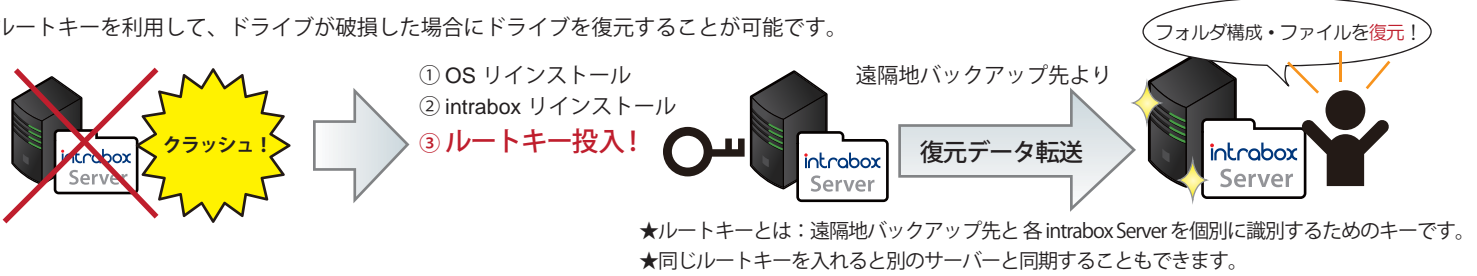 ルートキーを利用して、ドライブが破損した場合にドライブを復元することが可能です。
フォルダ構成・ファイルを復元！
intrabox
Server
クラッシュ！
① OS リインストール
② intrabox リインストール
③ ルートキー投入！
intrabox
Server
遠隔地バックアップ先より
復元データ転送
intrabox
Server
★ルートキーとは：遠隔地バックアップ先と各 intrabox Server を個別に識別するためのキーです。
★同じルートキーを入れると別のサーバーと同期することもできます。